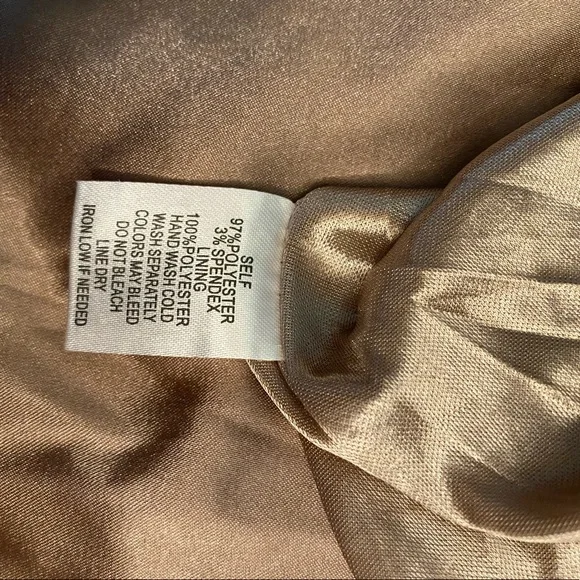 SELF
97%POLYESTER
3% SPENDEX
LINING
100%POLYESTER
HAND WASH COLD
WASH SEPARATELY
COLORS MAY BLEED
DO NOT BLEACH
LINE DRY
IRON LOW IF NEEDED